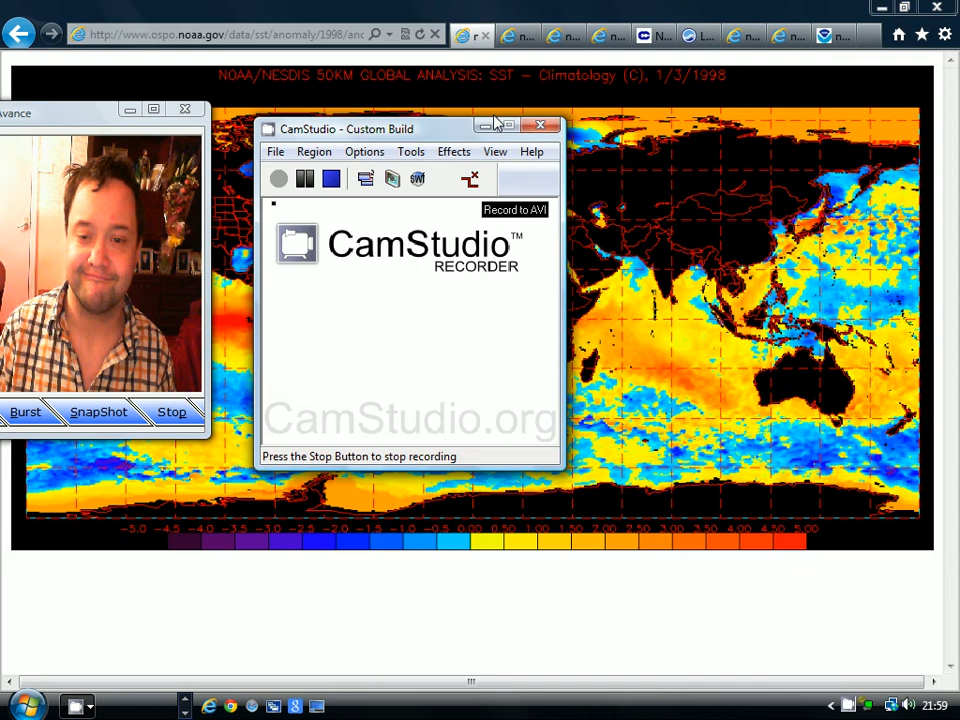 http://www.ospo.noaa.gov/data/sst/anomaly/1998/anc
n...
n...
n...
N...
L...
n...
n...
n...
NOAA/NESDIS 50KM GLOBAL ANALYSIS: SST - Climatology (C), 1/3/1998
Avance
CamStudio - Custom Build
File Region Options Tools Effects View Help
SWF
Record to AVI
CamStudio™
RECORDER
CamStudio.org
Burst SnapShot Stop
Press the Stop Button to stop recording
-5.0 -4.5 -4.0 -3.5 -3.0 -2.5 -2.0 -1.5 -1.0 -0.5 0.00 0.50 1.00 1.50 2.00 2.50 3.00 3.50 4.00 4.50 5.00
21:59